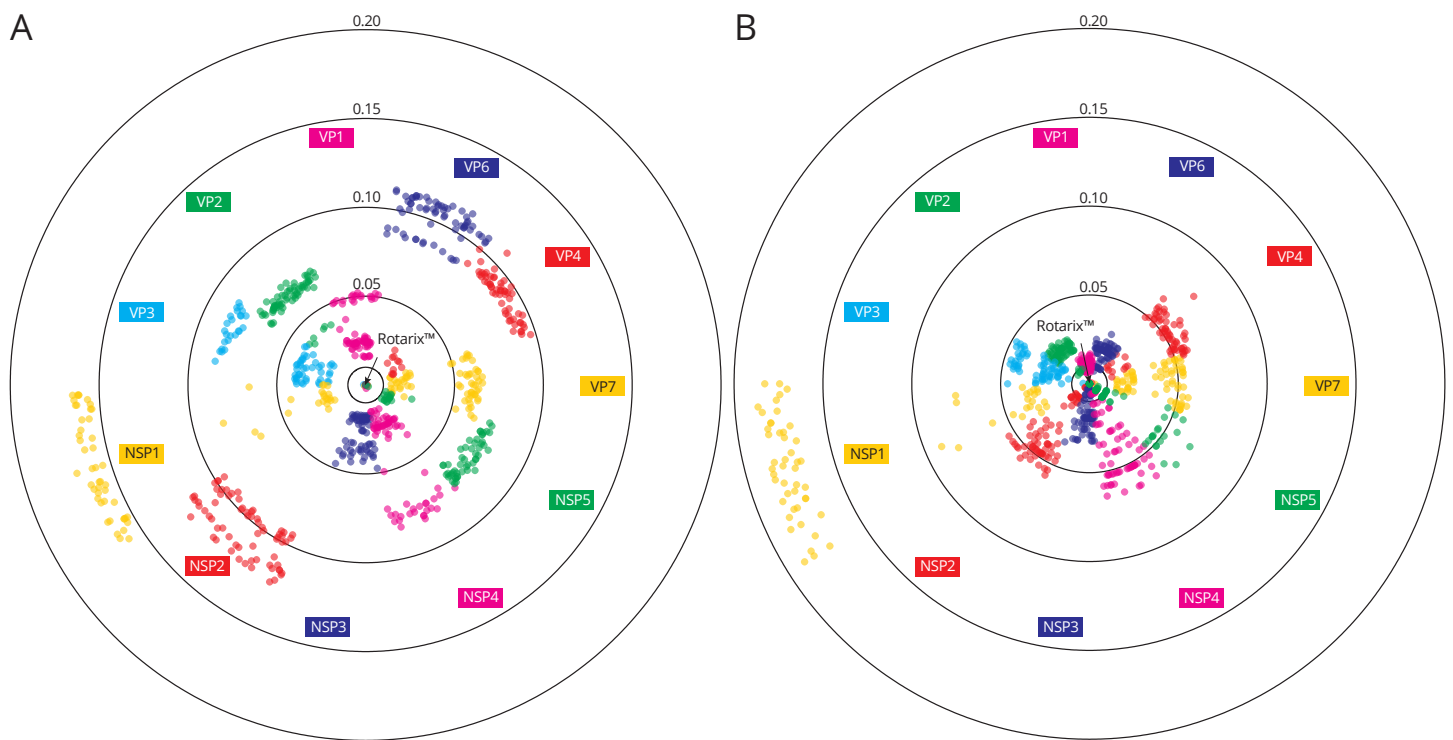 A
0.20
0.15
VP1
VP6
VP2
0.10
VP4
0.05
VP3
Rotarix™
VP7
NSP1
NSP5
NSP2
NSP4
NSP3
B
0.20
0.15
VP1
VP6
VP2
0.10
VP4
0.05
VP3
Rotarix™
VP7
NSP1
NSP5
NSP2
NSP4
NSP3